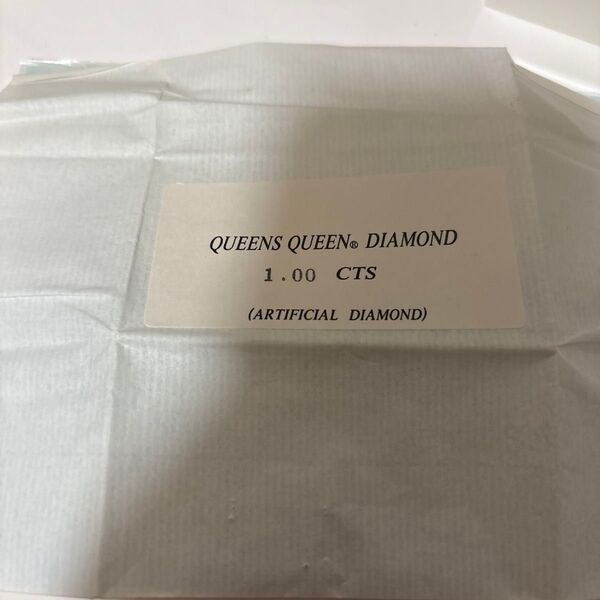 QUEENS QUEEN® DIAMOND
1.00 CTS
(ARTIFICIAL DIAMOND)